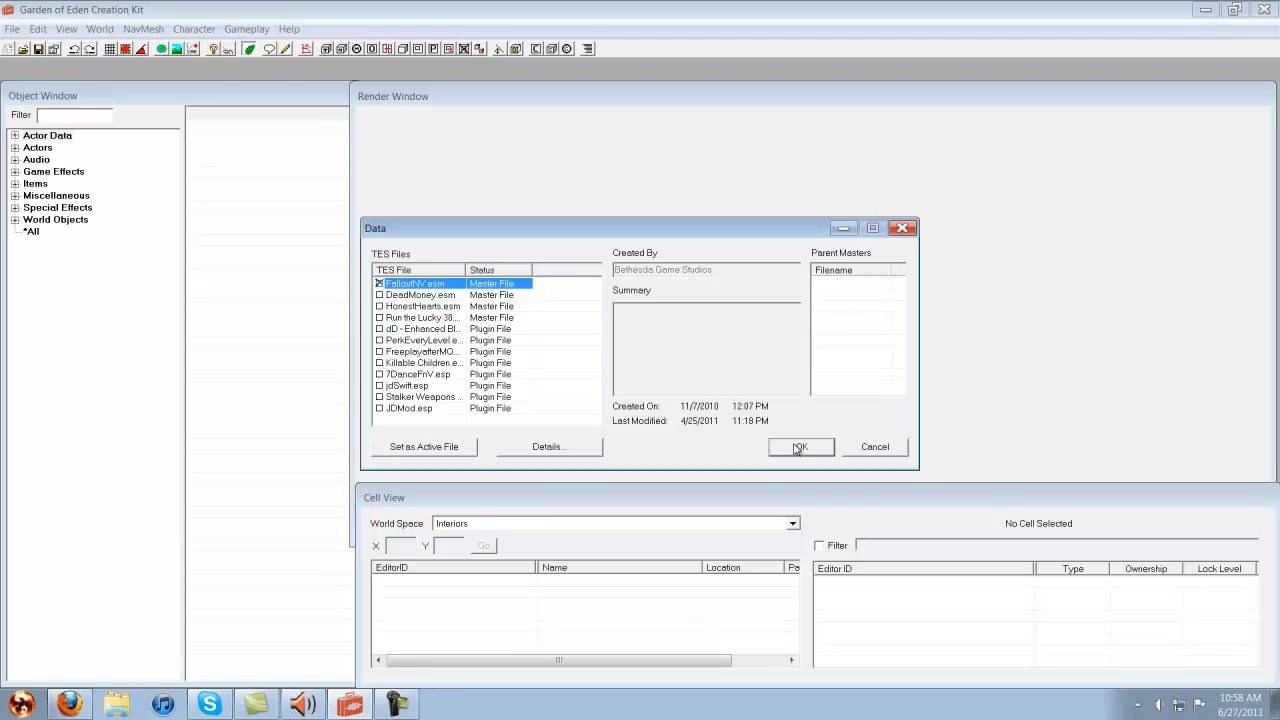 Garden of Eden Creation Kit
File Edit View World NavMesh Character Gameplay Help
Object Window
Filter
Actor Data
Actors
Audio
Game Effects
Items
Miscellaneous
Special Effects
World Objects
*All
Render Window
Data
TES Files
TES File Status
FalloutNV.esm Master File
DeadMoney.esm Master File
HonestHearts.esm Master File
Run the Lucky 38.... Master File
dD - Enhanced Bl... Plugin File
PerkEveryLevel.e... Plugin File
FreeplayafterMQ... Plugin File
Killable Children.e... Plugin File
7DanceFnV.esp Plugin File
jdSwift.esp Plugin File
Stalker Weapons ... Plugin File
JDMod.esp Plugin File
Set as Active File
Details...
Created By
Bethesda Game Studios
Summary
Created On: 11/7/2010 12:07 PM
Last Modified: 4/25/2011 11:18 PM
Parent Masters
Filename
OK
Cancel
Cell View
World Space Interiors
X Y Go
EditorID Name Location Pa
No Cell Selected
Filter
Editor ID Type Ownership Lock Level
10:58 AM
6/27/2011